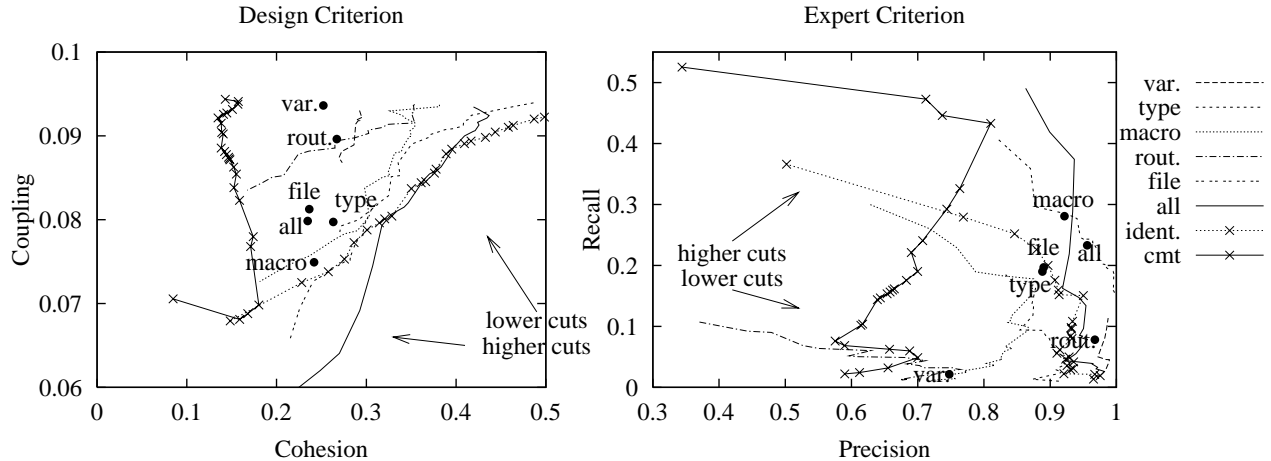 Design Criterion
Expert Criterion
0.1
0.09
0.08
0.07
0.06
Coupling
var.
rout.
file
type
all
macro
lower cuts
higher cuts
0 0.1 0.2 0.3 0.4 0.5
Cohesion
0.5
0.4
0.3
0.2
0.1
0
Recall
macro
higher cuts
lower cuts
file
all
type
rout.
var.
0.3 0.4 0.5 0.6 0.7 0.8 0.9 1
Precision
var.
type
macro
rout.
file
all
ident.
cmt